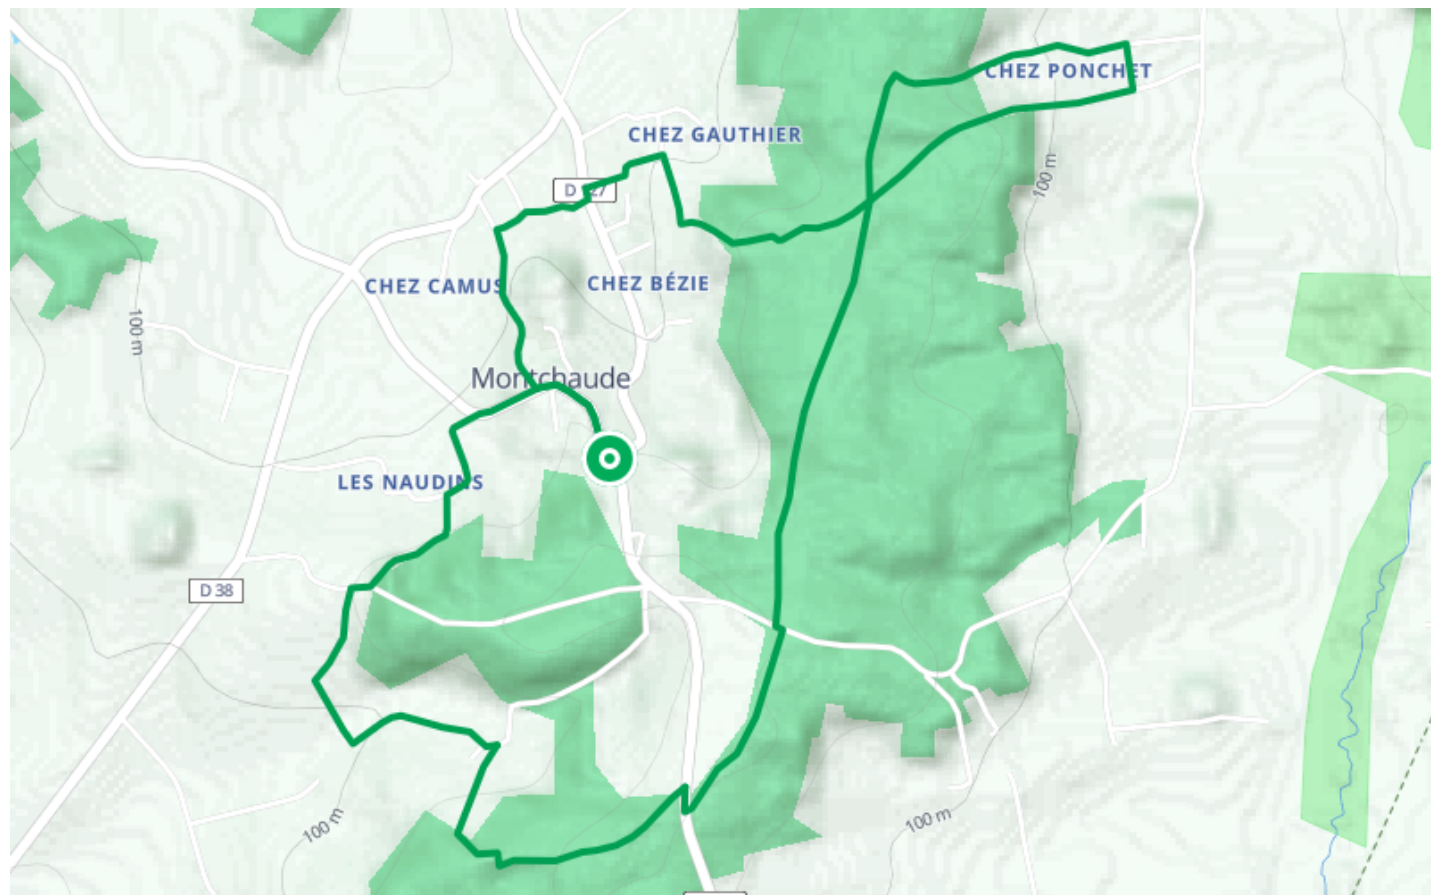 CHEZ PONCHET
CHEZ GAUTHIER
100 m
CHEZ CAMUS
CHEZ BÉZIE
100 m
Montchaude
LES NAUDINS
D 38
100 m
100 m